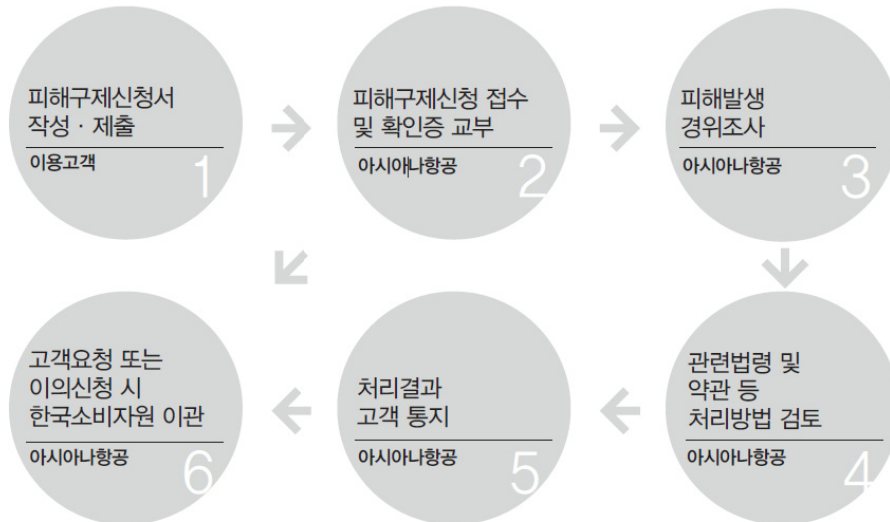 피해구제신청서
작성 · 제출
이용고객
1
피해구제신청 접수
및 확인증 교부
아시아나항공
2
피해발생
경위조사
아시아나항공
3
관련법령 및
약관 등
처리방법 검토
아시아나항공
4
처리결과
고객 통지
아시아나항공
5
고객요청 또는
이의신청 시
한국소비자원 이관
아시아나항공
6